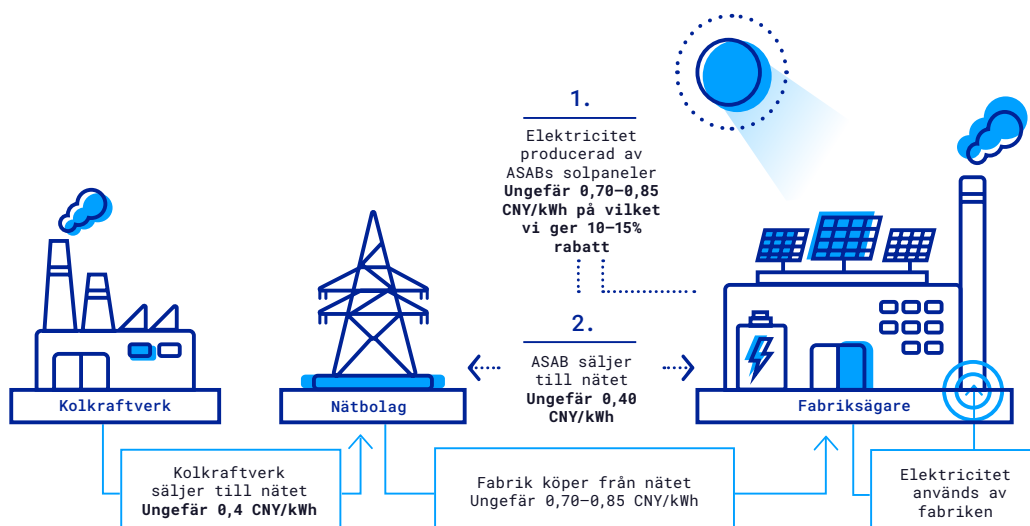 1.
Elektricitet
producerad av
ASABs solpaneler
Ungefär 0,70–0,85
CNY/kWh på vilket
vi ger 10–15%
rabatt
2.
ASAB säljer
till nätet
Ungefär 0,40
CNY/kWh
Kolkraftverk
Nätbolag
Fabriksägare
Kolkraftverk
säljer till nätet
Ungefär 0,4 CNY/kWh
Fabrik köper från nätet
Ungefär 0,70–0,85 CNY/kWh
Elektricitet
används av
fabriken